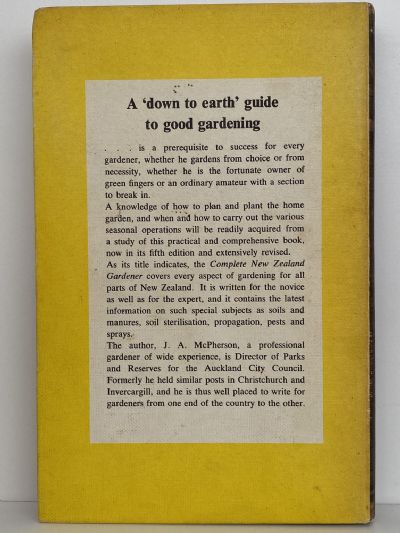 A 'down to earth' guide
to good gardening
. . . is a prerequisite to success for every
gardener, whether he gardens from choice or from
necessity, whether he is the fortunate owner of
green fingers or an ordinary amateur with a section
to break in.
A knowledge of how to plan and plant the home
garden, and when and how to carry out the various
seasonal operations will be readily acquired from
a study of this practical and comprehensive book,
now in its fifth edition and extensively revised.
As its title indicates, the Complete New Zealand
Gardener covers every aspect of gardening for all
parts of New Zealand. It is written for the novice
as well as for the expert, and it contains the latest
information on such special subjects as soils and
manures, soil sterilisation, propagation, pests and
sprays.
The author, J. A. McPherson, a professional
gardener of wide experience, is Director of Parks
and Reserves for the Auckland City Council.
Formerly he held similar posts in Christchurch and
Invercargill, and he is thus well placed to write for
gardeners from one end of the country to the other.